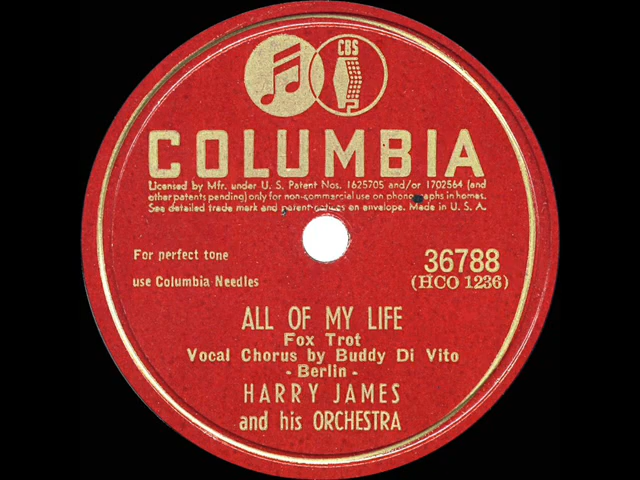 CBS
COLUMBIA
Licensed by Mfr. under U. S. Patent Nos. 1625705 and/or 1702564 (and
other patents pending) only for non-commercial use on phonographs in homes.
See detailed trade mark and patent notices on envelope. Made in U. S. A.
For perfect tone
use Columbia Needles
36788
(HCO 1236)
ALL OF MY LIFE
Fox Trot
Vocal Chorus by Buddy Di Vito
- Berlin -
HARRY JAMES
and his ORCHESTRA